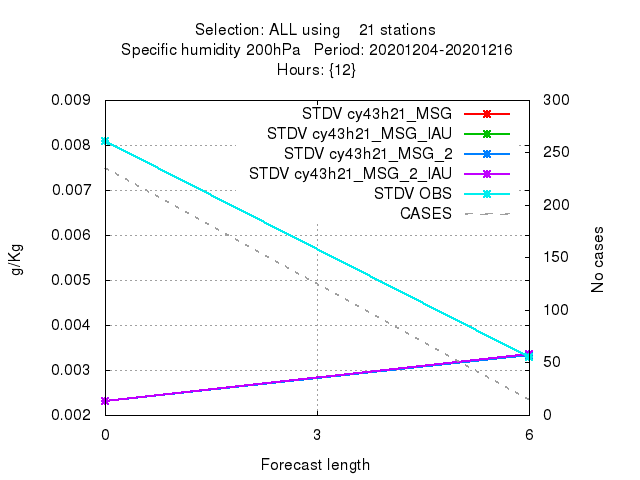 Selection: ALL using    21 stations
Specific humidity 200hPa   Period: 20201204-20201216
Hours: {12}
0.009
0.008
0.007
0.006
0.005
0.004
0.003
0.002
g/Kg
STDV cy43h21_MSG
STDV cy43h21_MSG_IAU
STDV cy43h21_MSG_2
STDV cy43h21_MSG_2_IAU
STDV OBS
CASES
300
250
200
150
100
50
0
No cases
0 3 6
Forecast length